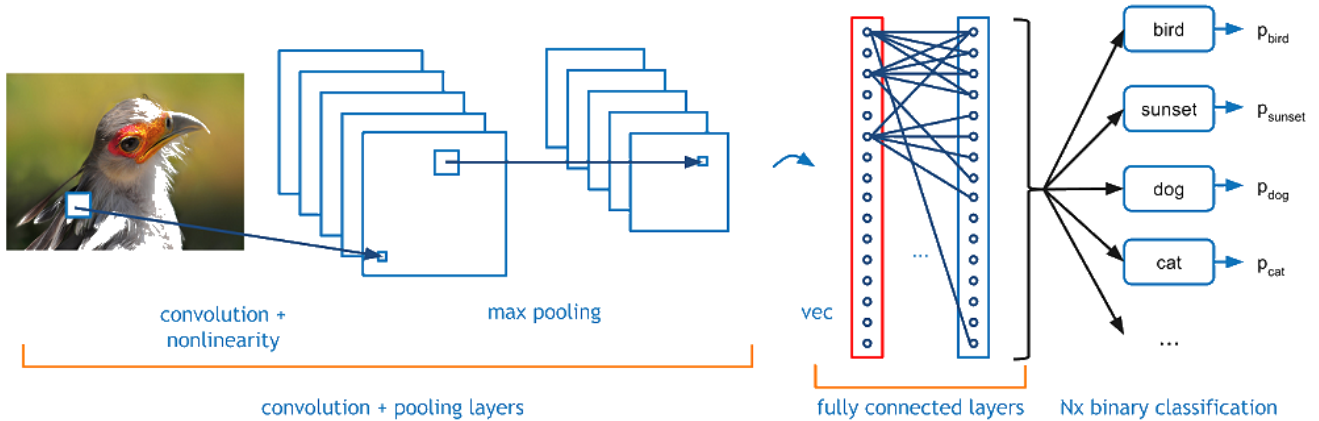 bird
p_bird
sunset
p_sunset
dog
p_dog
cat
p_cat
...
...
convolution +
nonlinearity
max pooling
vec
convolution + pooling layers
fully connected layers
Nx binary classification